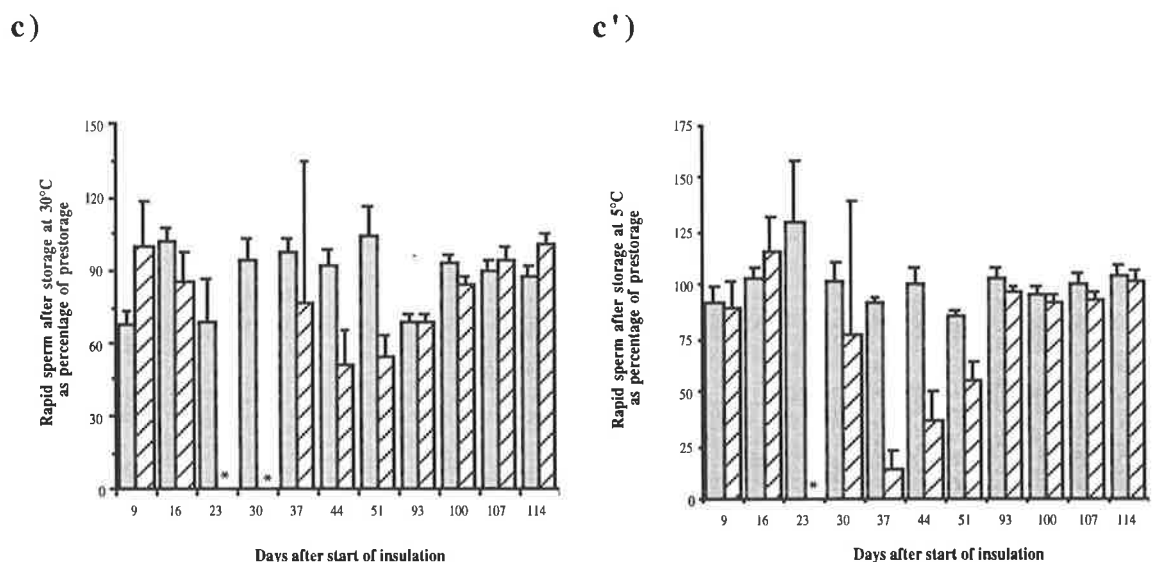 c)
Rapid sperm after storage at 30°C
as percentage of prestorage
150
120
90
60
30
0
*
*
9 16 23 30 37 44 51 93 100 107 114
Days after start of insulation
c')
Rapid sperm after storage at 5°C
as percentage of prestorage
175
150
125
100
75
50
25
0
*
9 16 23 30 37 44 51 93 100 107 114
Days after start of insulation